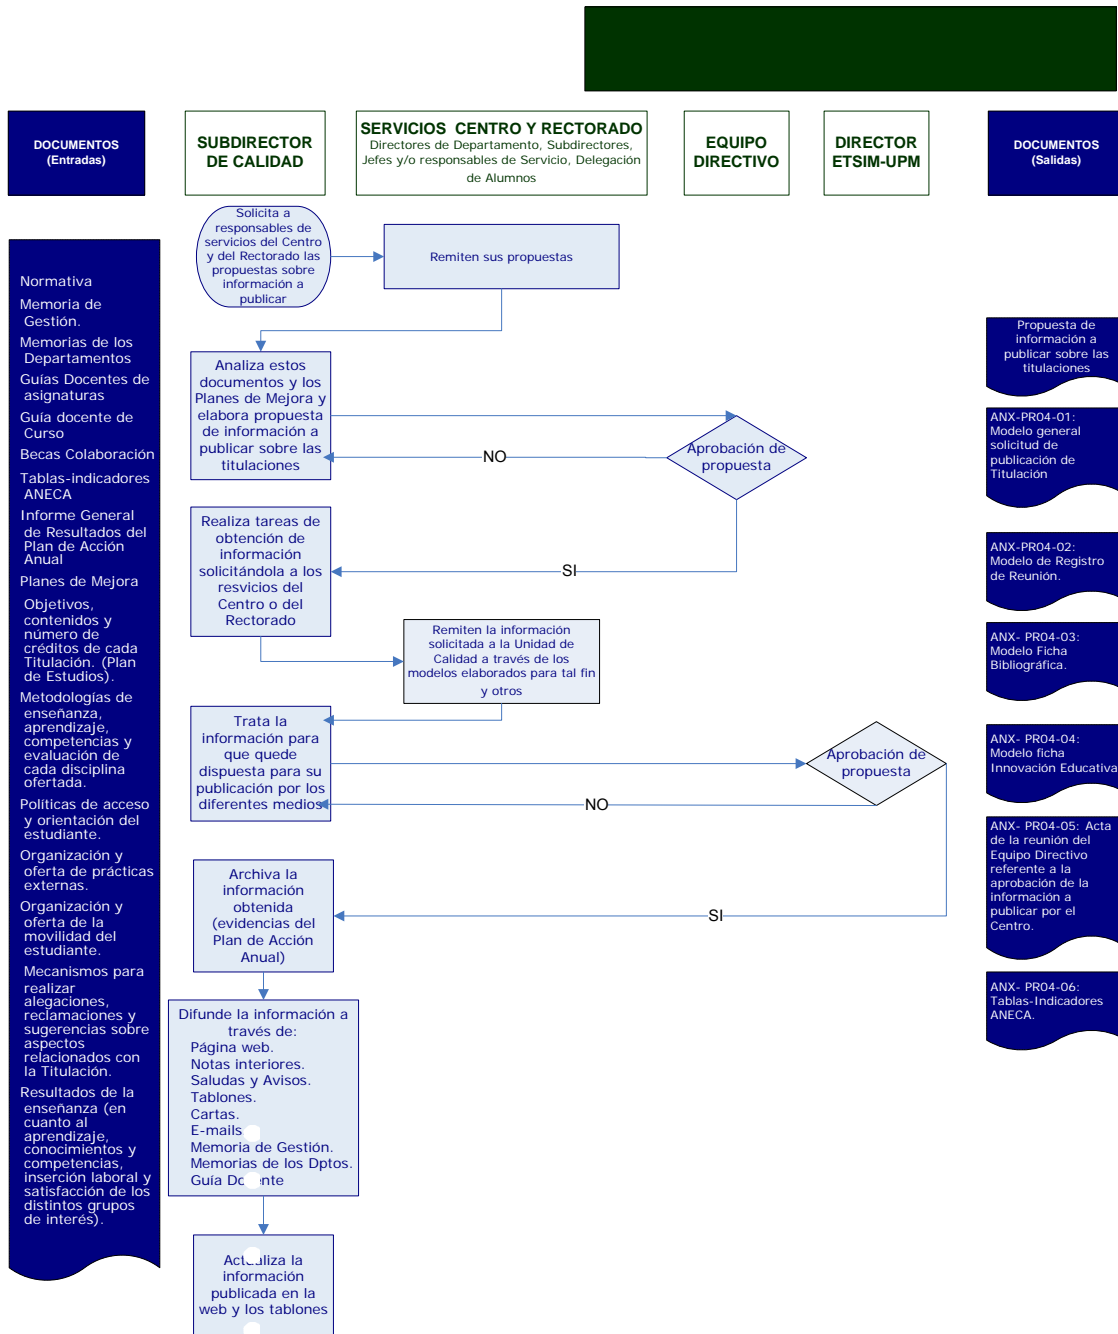 DOCUMENTOS
(Entradas)
SUBDIRECTOR
DE CALIDAD
SERVICIOS  CENTRO Y RECTORADO
Directores de Departamento, Subdirectores,
Jefes y/o responsables de Servicio, Delegación
de Alumnos
EQUIPO
DIRECTIVO
DIRECTOR
ETSIM-UPM
DOCUMENTOS
(Salidas)
Normativa
Memoria de
Gestión.
Memorias de los
Departamentos
Guías Docentes de
asignaturas
Guía docente de
Curso
Becas Colaboración
Tablas-indicadores
ANECA
Informe General
de Resultados del
Plan de Acción
Anual
Planes de Mejora
Objetivos,
contenidos y
número de
créditos de cada
Titulación. (Plan
de Estudios).
Metodologías de
enseñanza,
aprendizaje,
competencias y
evaluación de
cada disciplina
ofertada.
Políticas de acceso
y orientación del
estudiante.
Organización y
oferta de prácticas
externas.
Organización y
oferta de la
movilidad del
estudiante.
Mecanismos para
realizar
alegaciones,
reclamaciones y
sugerencias sobre
aspectos
relacionados con
la Titulación.
Resultados de la
enseñanza (en
cuanto al
aprendizaje,
conocimientos y
competencias,
inserción laboral y
satisfacción de los
distintos grupos
de interés).
Solicita a
responsables de
servicios del Centro
y del Rectorado las
propuestas sobre
información a
publicar
Remiten sus propuestas
Analiza estos
documentos y los
Planes de Mejora y
elabora propuesta
de información a
publicar sobre las
titulaciones
Aprobación de
propuesta
NO
SI
Realiza tareas de
obtención de
información
solicitándola a los
resvicios del
Centro o del
Rectorado
Remiten la información
solicitada a la Unidad de
Calidad a través de los
modelos elaborados para tal fin
y otros
Trata la
información para
que quede
dispuesta para su
publicación por los
diferentes medios
Aprobación de
propuesta
NO
SI
Archiva la
información
obtenida
(evidencias del
Plan de Acción
Anual)
Difunde la información a
través de:
Página web.
Notas interiores.
Saludas y Avisos.
Tablones.
Cartas.
E-mails
Memoria de Gestión.
Memorias de los Dptos.
Guía Docente
Actualiza la
información
publicada en la
web y los tablones
Propuesta de
información a
publicar sobre las
titulaciones
ANX-PR04-01:
Modelo general
solicitud de
publicación de
Titulación
ANX-PR04-02:
Modelo de Registro
de Reunión.
ANX- PR04-03:
Modelo Ficha
Bibliográfica.
ANX- PR04-04:
Modelo ficha
Innovación Educativa
ANX- PR04-05: Acta
de la reunión del
Equipo Directivo
referente a la
aprobación de la
información a
publicar por el
Centro.
ANX- PR04-06:
Tablas-Indicadores
ANECA.